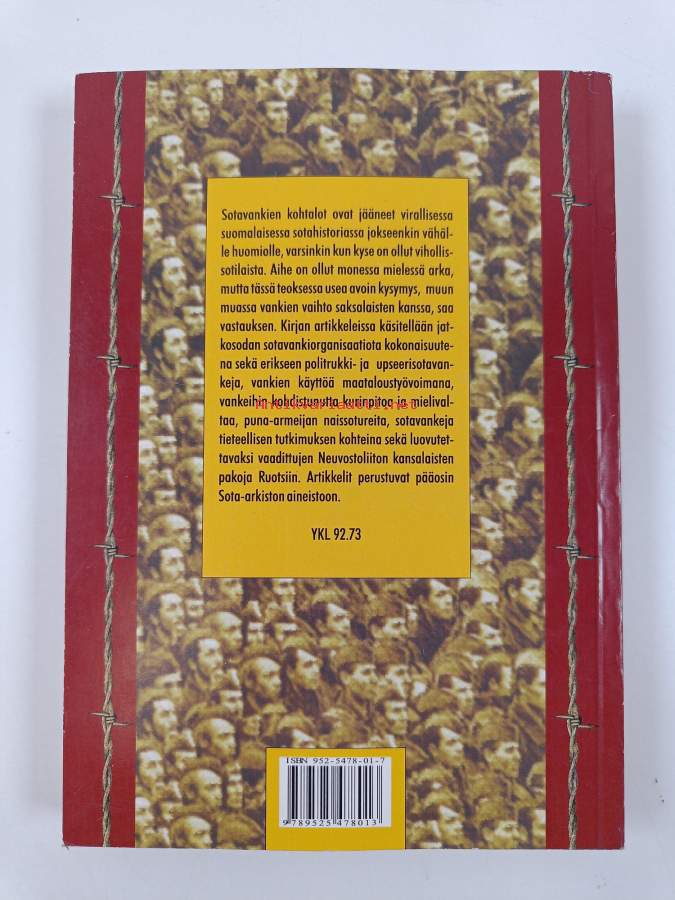 Sotavankien kohtalot ovat jääneet virallisessa
suomalaisessa sotahistoriassa jokseenkin vähäl-
le huomiolle, varsinkin kun kyse on ollut vihollis-
sotilaista. Aihe on ollut monessa mielessä arka,
mutta tässä teoksessa usea avoin kysymys, muun
muassa vankien vaihto saksalaisten kanssa, saa
vastauksen. Kirjan artikkeleissa käsitellään jat-
kosodan sotavankiorganisaatiota kokonaisuute-
na sekä erikseen politrukki- ja upseerisotavan-
keja, vankien käyttöä maataloustyövoimana,
vankeihin kohdistunutta kurinpitoa ja mielival-
Antikvariaatti.net
taa, puna-armeijan naissotureita, sotavankeja
tieteellisen tutkimuksen kohteina sekä luovutet-
tavaksi vaadittujen Neuvostoliiton kansalaisten
pakoja Ruotsiin. Artikkelit perustuvat pääosin
Sota-arkiston aineistoon.
YKL 92.73
ISBN 952-5478-01-7
9 789525 478013